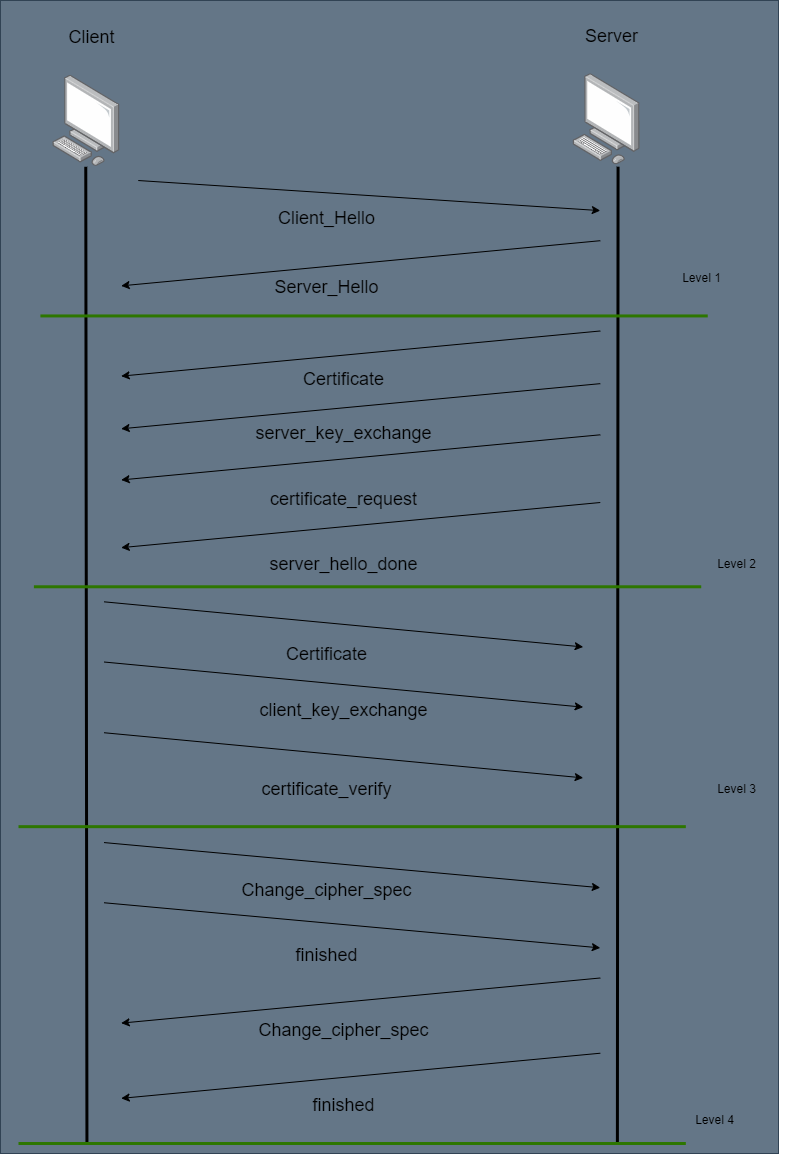 Client
Server
Client_Hello
Server_Hello
Level 1
Certificate
server_key_exchange
certificate_request
server_hello_done
Level 2
Certificate
client_key_exchange
certificate_verify
Level 3
Change_cipher_spec
finished
Change_cipher_spec
finished
Level 4